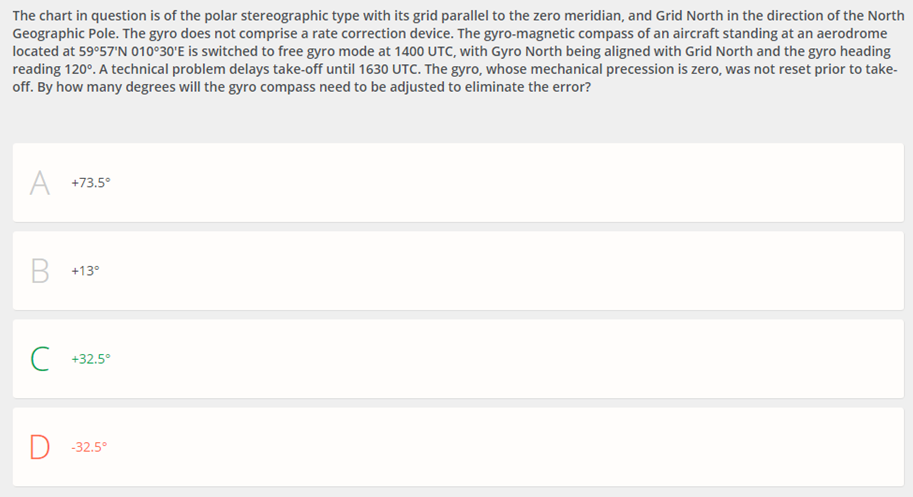 The chart in question is of the polar stereographic type with its grid parallel to the zero meridian, and Grid North in the direction of the North
Geographic Pole. The gyro does not comprise a rate correction device. The gyro-magnetic compass of an aircraft standing at an aerodrome
located at 59°57'N 010°30'E is switched to free gyro mode at 1400 UTC, with Gyro North being aligned with Grid North and the gyro heading
reading 120°. A technical problem delays take-off until 1630 UTC. The gyro, whose mechanical precession is zero, was not reset prior to take-
off. By how many degrees will the gyro compass need to be adjusted to eliminate the error?
A +73.5°
B +13°
C +32.5°
D -32.5°